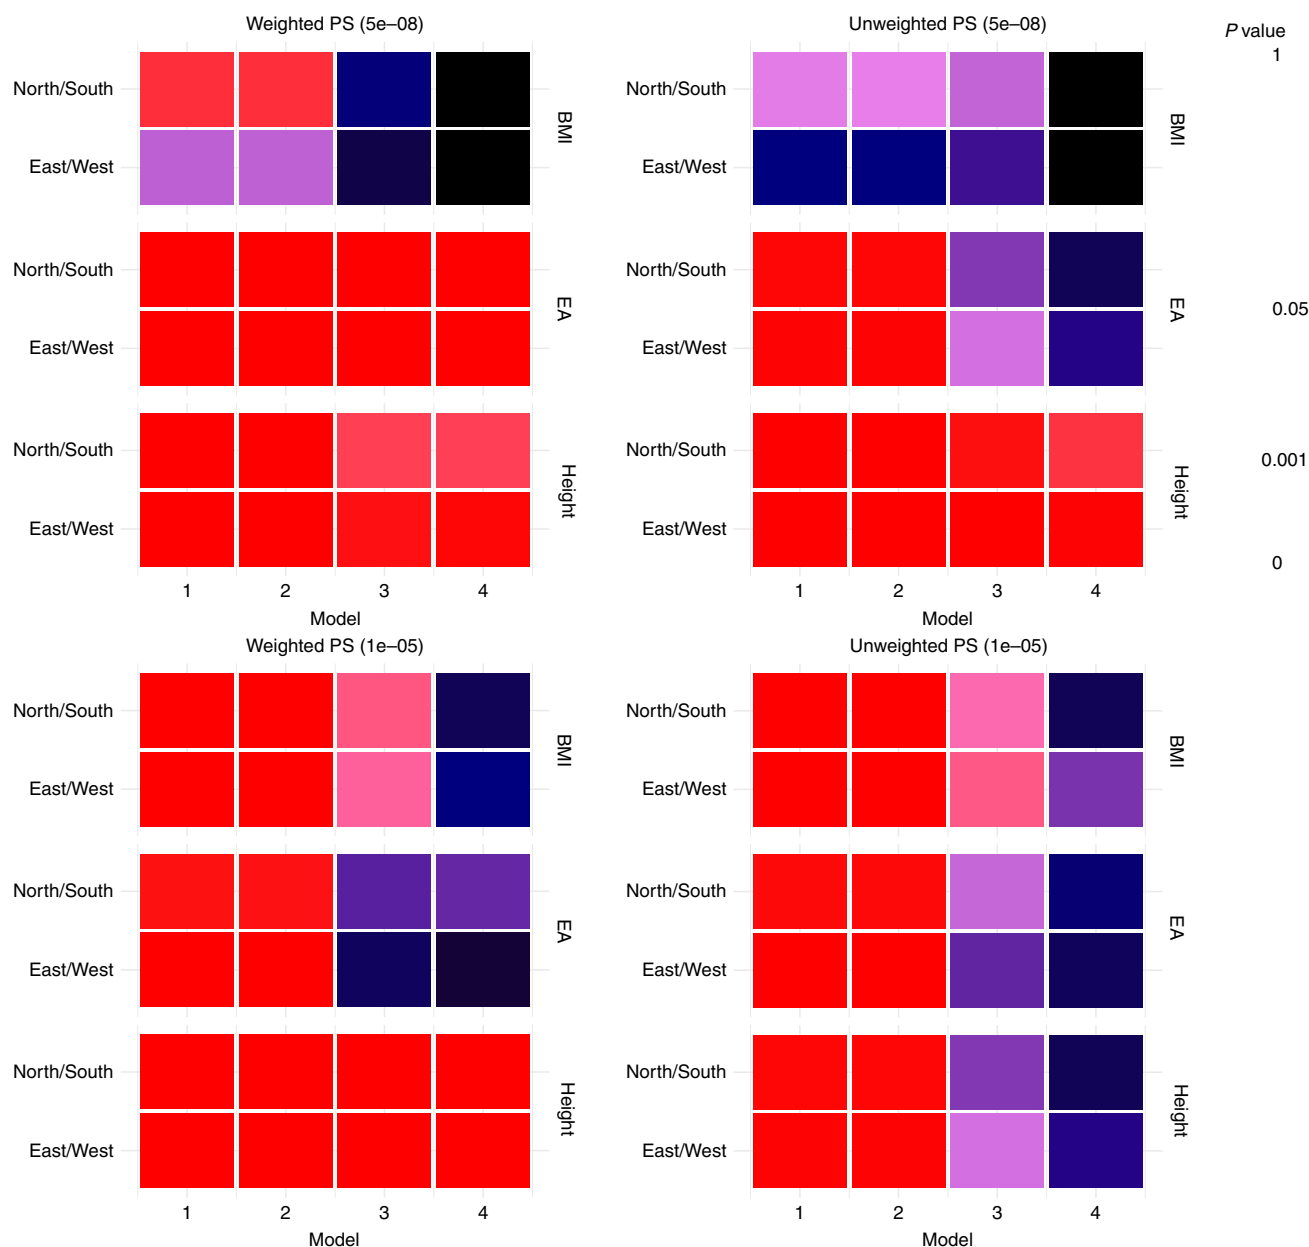 Weighted PS (5e–08)
North/South
East/West
BMI
North/South
East/West
EA
North/South
East/West
Height
1 2 3 4
Model
Unweighted PS (5e–08)
North/South
East/West
BMI
North/South
East/West
EA
North/South
East/West
Height
1 2 3 4
Model
P value
1
0.05
0.001
0
Weighted PS (1e–05)
North/South
East/West
BMI
North/South
East/West
EA
North/South
East/West
Height
1 2 3 4
Model
Unweighted PS (1e–05)
North/South
East/West
BMI
North/South
East/West
EA
North/South
East/West
Height
1 2 3 4
Model